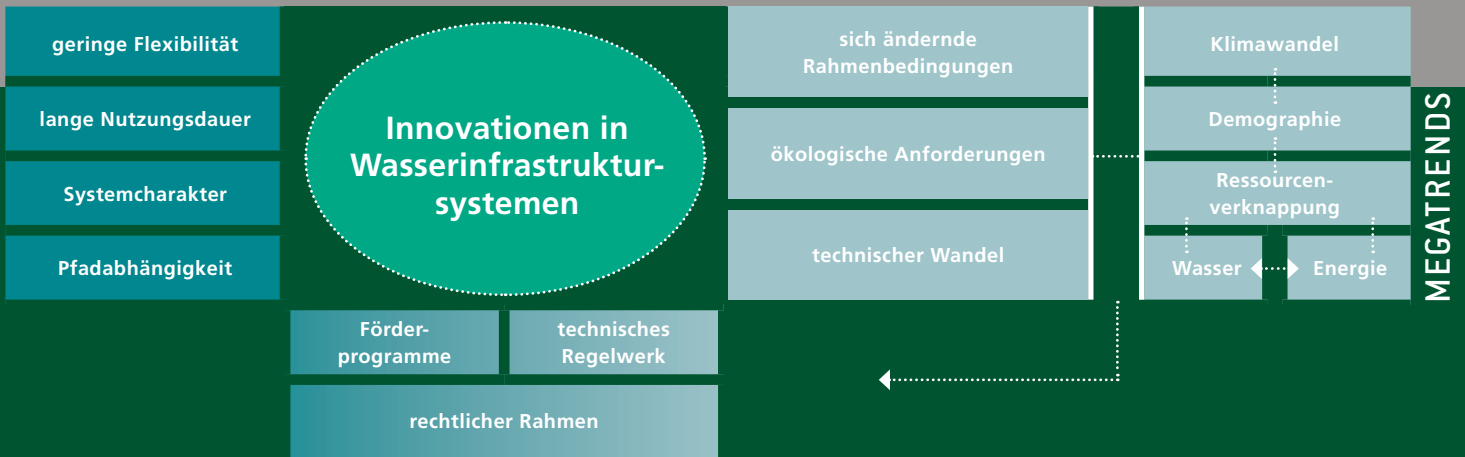 geringe Flexibilität
lange Nutzungsdauer
Systemcharakter
Pfadabhängigkeit
Innovationen in
Wasserinfrastruktur-
systemen
Förder-
programme
technisches
Regelwerk
rechtlicher Rahmen
sich ändernde
Rahmenbedingungen
ökologische Anforderungen
technischer Wandel
Klimawandel
Demographie
Ressourcen-
verknappung
Wasser
Energie
MEGATRENDS